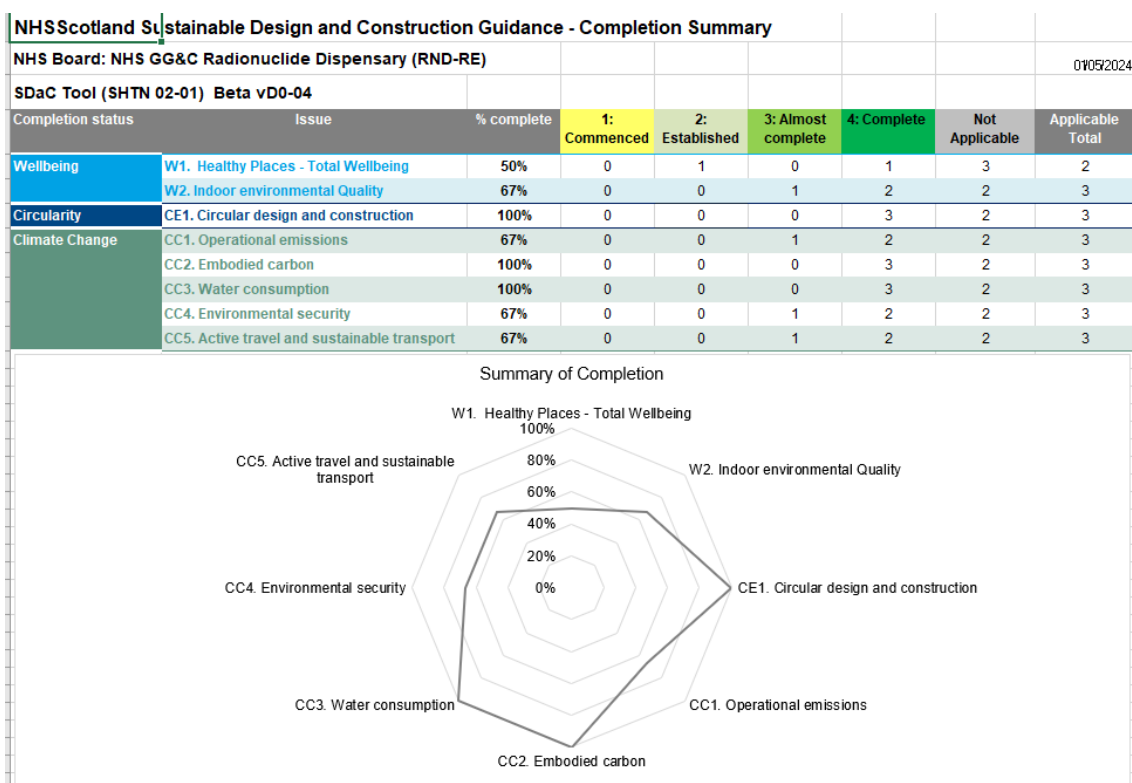 NHSScotland Sustainable Design and Construction Guidance - Completion Summary
NHS Board: NHS GG&C Radionuclide Dispensary (RND-RE) 01/05/2024
SDaC Tool (SHTN 02-01) Beta vD0-04
Completion status Issue % complete 1: Commenced 2: Established 3: Almost complete 4: Complete Not Applicable Applicable Total
Wellbeing W1. Healthy Places - Total Wellbeing 50% 0 1 0 1 3 2
W2. Indoor environmental Quality 67% 0 0 1 2 2 3
Circularity CE1. Circular design and construction 100% 0 0 0 3 2 3
Climate Change CC1. Operational emissions 67% 0 0 1 2 2 3
CC2. Embodied carbon 100% 0 0 0 3 2 3
CC3. Water consumption 100% 0 0 0 3 2 3
CC4. Environmental security 67% 0 0 1 2 2 3
CC5. Active travel and sustainable transport 67% 0 0 1 2 2 3
Summary of Completion
W1. Healthy Places - Total Wellbeing
100%
CC5. Active travel and sustainable
transport
80%
W2. Indoor environmental Quality
60%
40%
20%
CC4. Environmental security
0%
CE1. Circular design and construction
CC3. Water consumption
CC1. Operational emissions
CC2. Embodied carbon